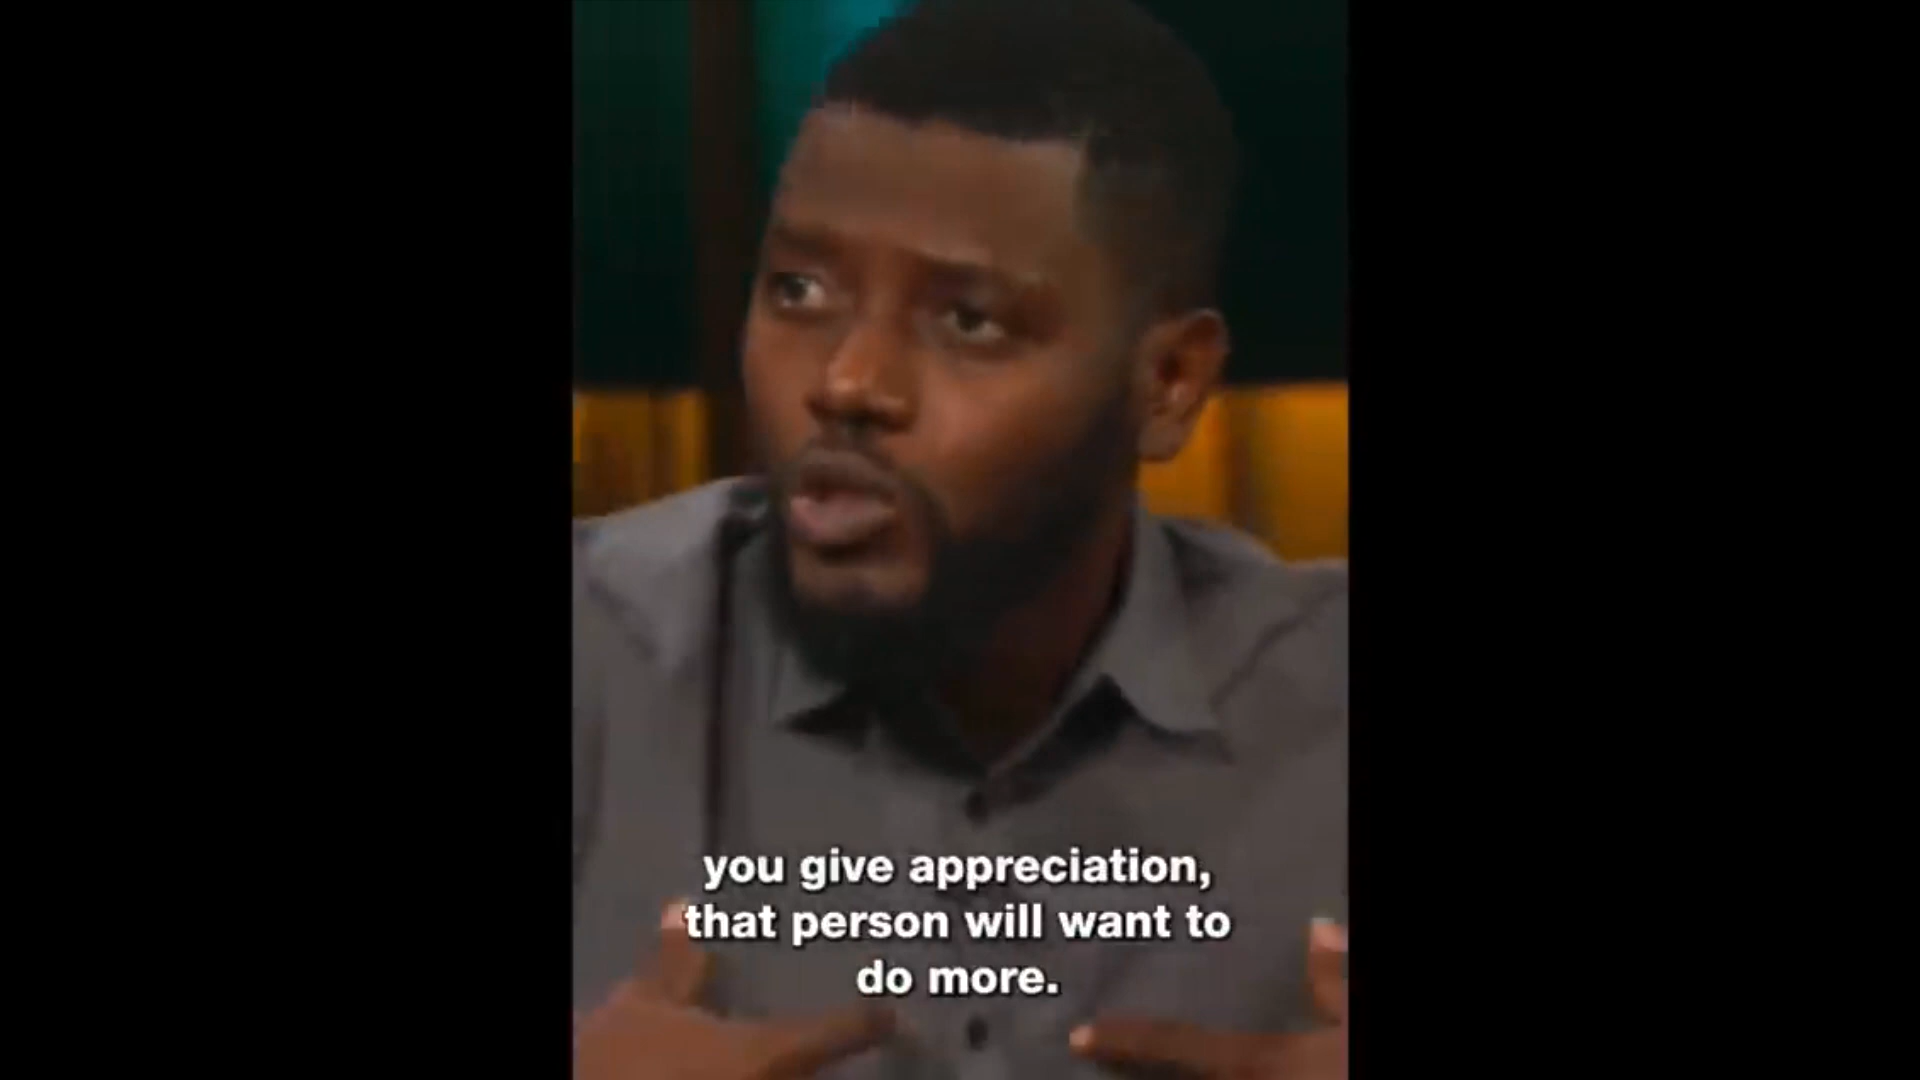 you give appreciation,
that person will want to
do more.